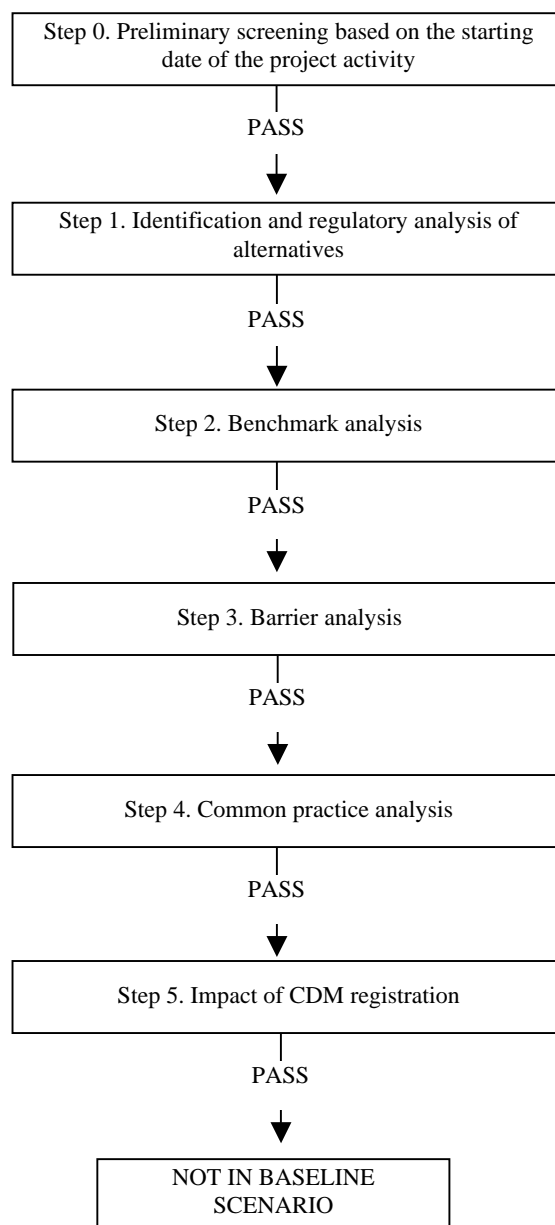 Step 0. Preliminary screening based on the starting
date of the project activity
PASS
Step 1. Identification and regulatory analysis of
alternatives
PASS
Step 2. Benchmark analysis
PASS
Step 3. Barrier analysis
PASS
Step 4. Common practice analysis
PASS
Step 5. Impact of CDM registration
PASS
NOT IN BASELINE
SCENARIO